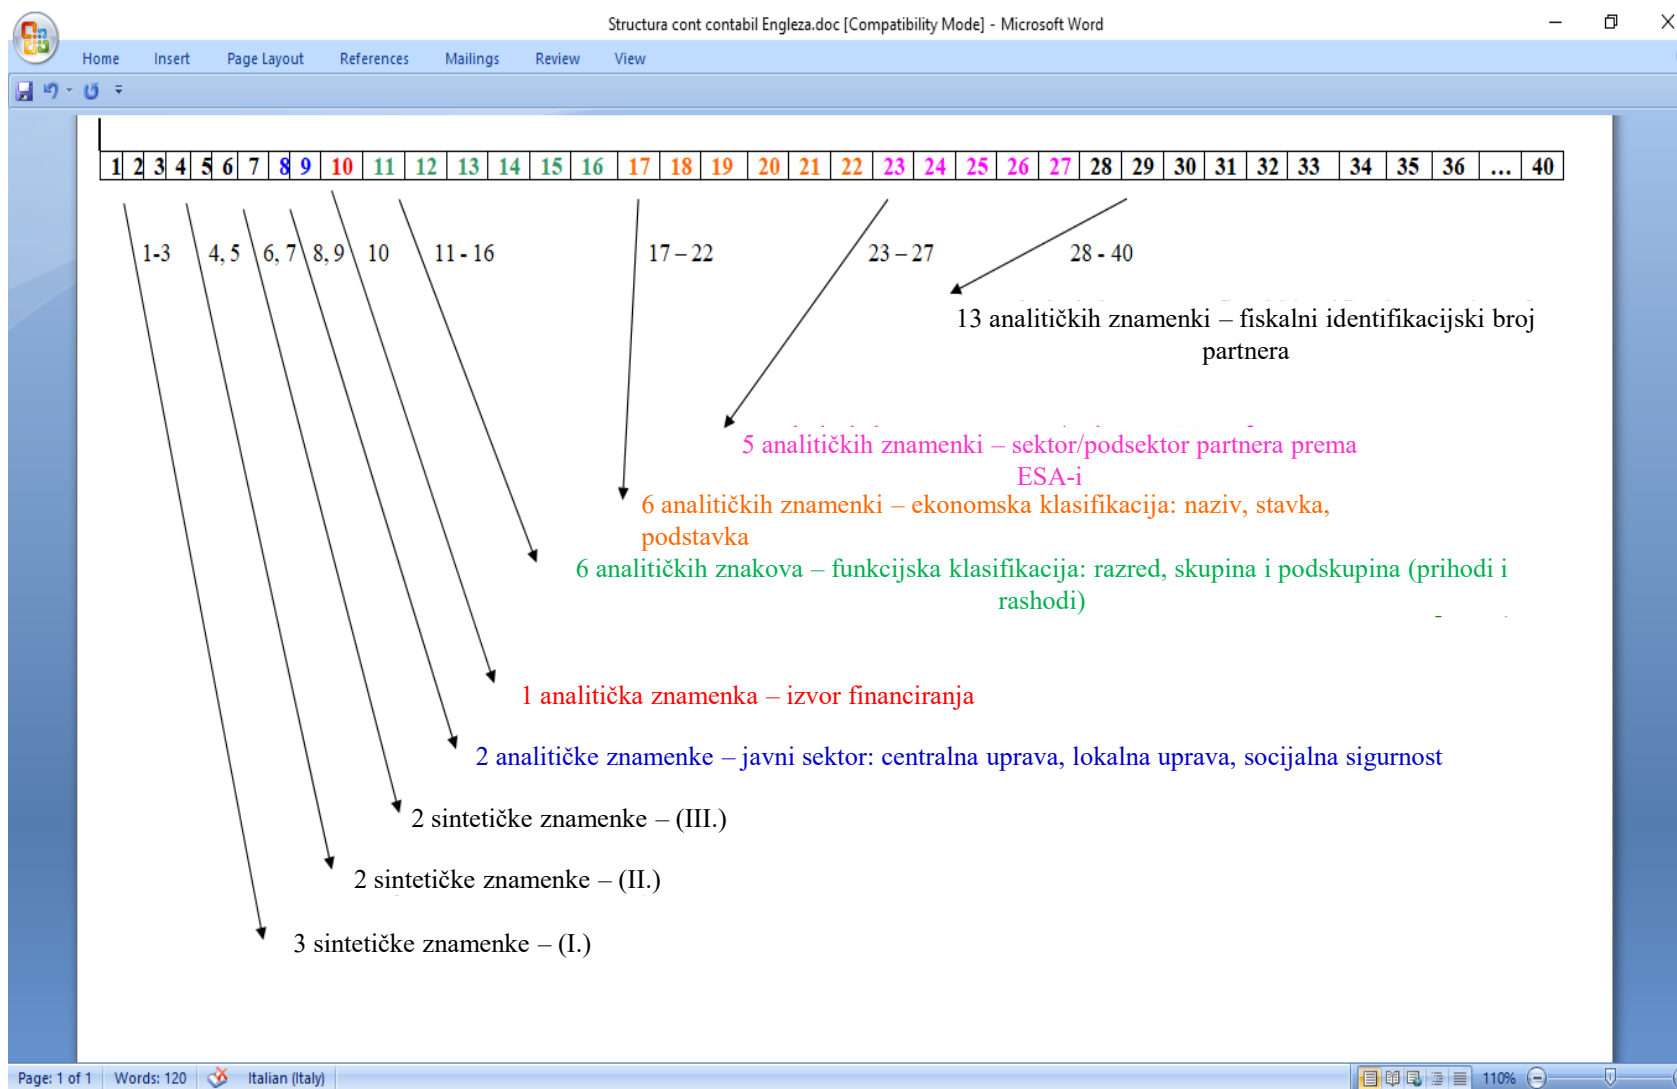 Structura cont contabil Engleza.doc [Compatibility Mode] - Microsoft Word
Home Insert Page Layout References Mailings Review View
1 2 3 4 5 6 7 8 9 10 11 12 13 14 15 16 17 18 19 20 21 22 23 24 25 26 27 28 29 30 31 32 33 34 35 36 ... 40
1-3 4, 5 6, 7 8, 9 10 11 - 16 17 – 22 23 – 27 28 - 40
13 analitičkih znamenki – fiskalni identifikacijski broj
partnera
5 analitičkih znamenki – sektor/podsektor partnera prema
ESA-i
6 analitičkih znamenki – ekonomska klasifikacija: naziv, stavka,
podstavka
6 analitičkih znakova – funkcijska klasifikacija: razred, skupina i podskupina (prihodi i
rashodi)
1 analitička znamenka – izvor financiranja
2 analitičke znamenke – javni sektor: centralna uprava, lokalna uprava, socijalna sigurnost
2 sintetičke znamenke – (III.)
2 sintetičke znamenke – (II.)
3 sintetičke znamenke – (I.)
Page: 1 of 1 Words: 120 Italian (Italy) 110%